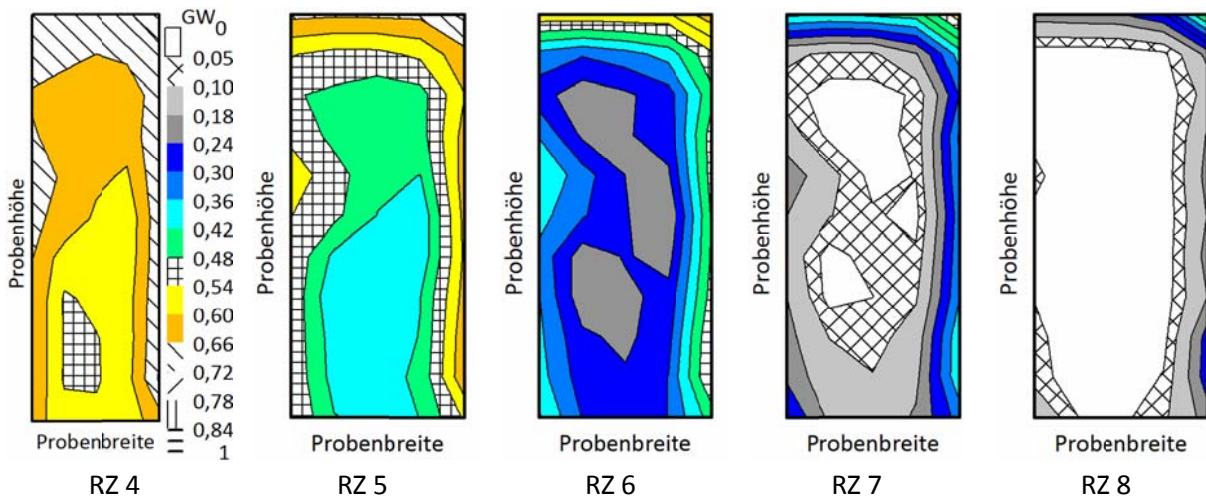 GW
0
0,05
0,10
0,18
0,24
0,30
0,36
0,42
0,48
0,54
0,60
0,66
0,72
0,78
0,84
1
Probenhöhe
Probenhöhe
Probenhöhe
Probenhöhe
Probenhöhe
Probenbreite
Probenbreite
Probenbreite
Probenbreite
Probenbreite
RZ 4
RZ 5
RZ 6
RZ 7
RZ 8